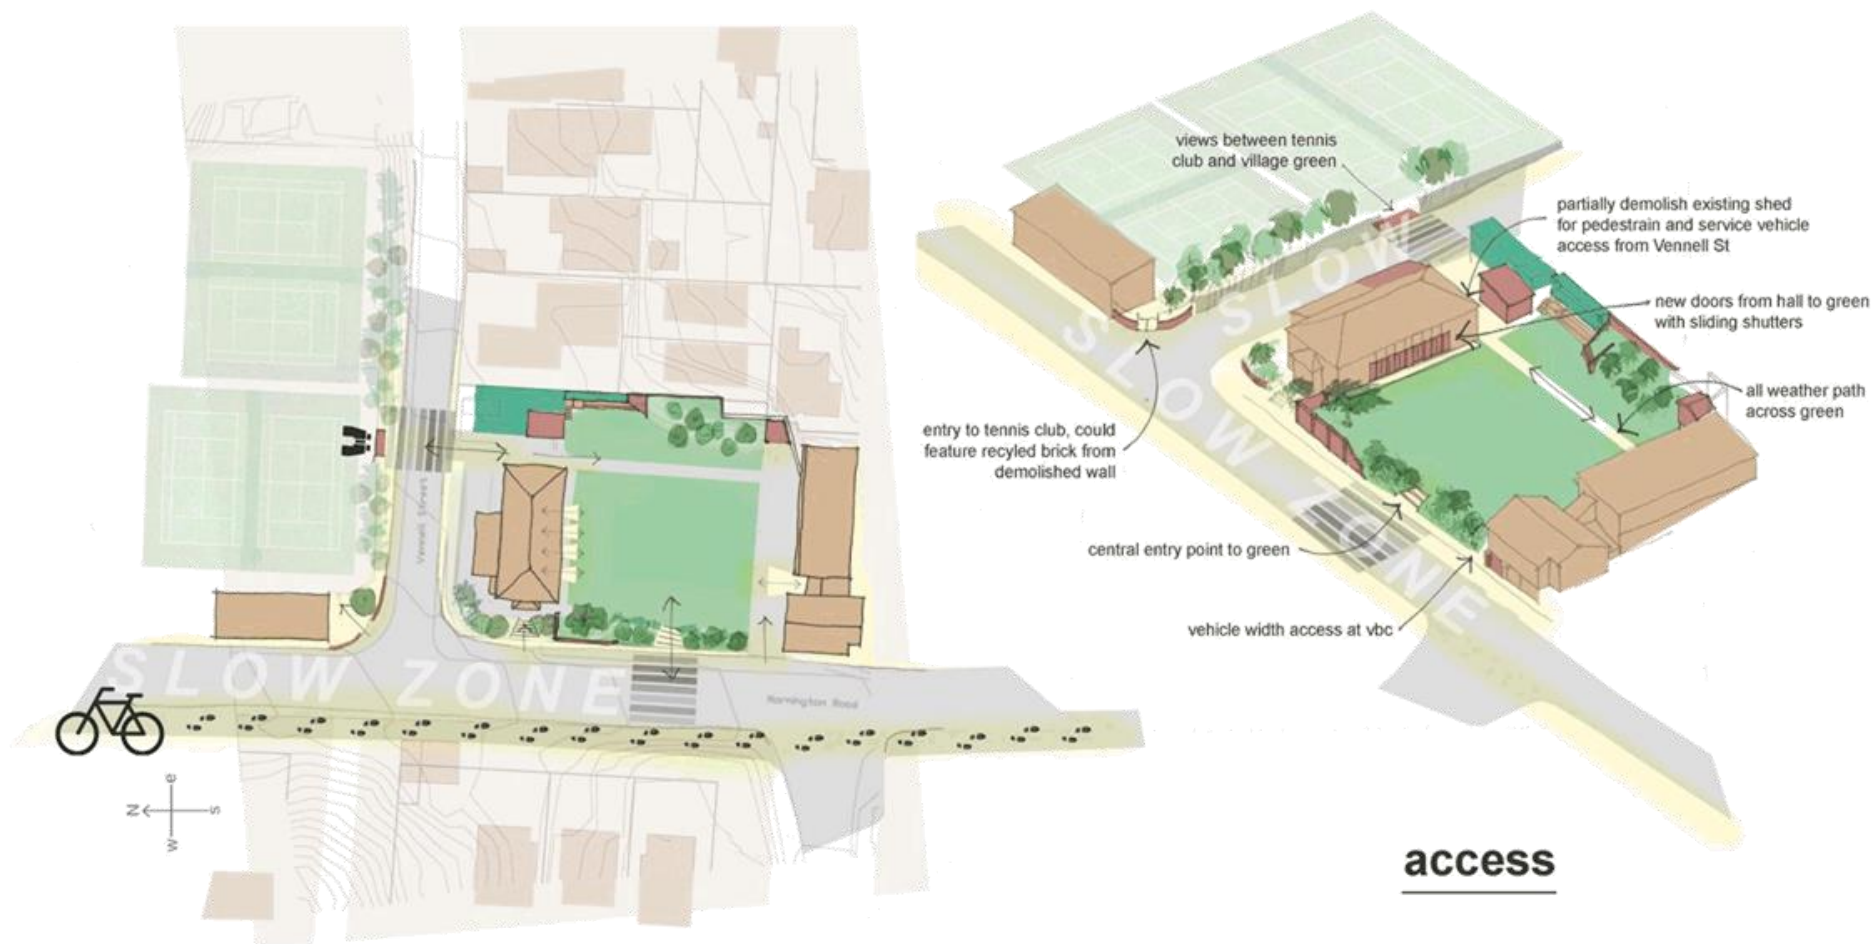 views between tennis
club and village green
partially demolish existing shed
for pedestrain and service vehicle
access from Vennell St
new doors from hall to green
with sliding shutters
all weather path
across green
entry to tennis club, could
feature recyled brick from
demolished wall
central entry point to green
vehicle width access at vbc
SLOW
SLOW ZONE
Vennell Street
SLOW ZONE
Mornington Road
N
e
s
w
access